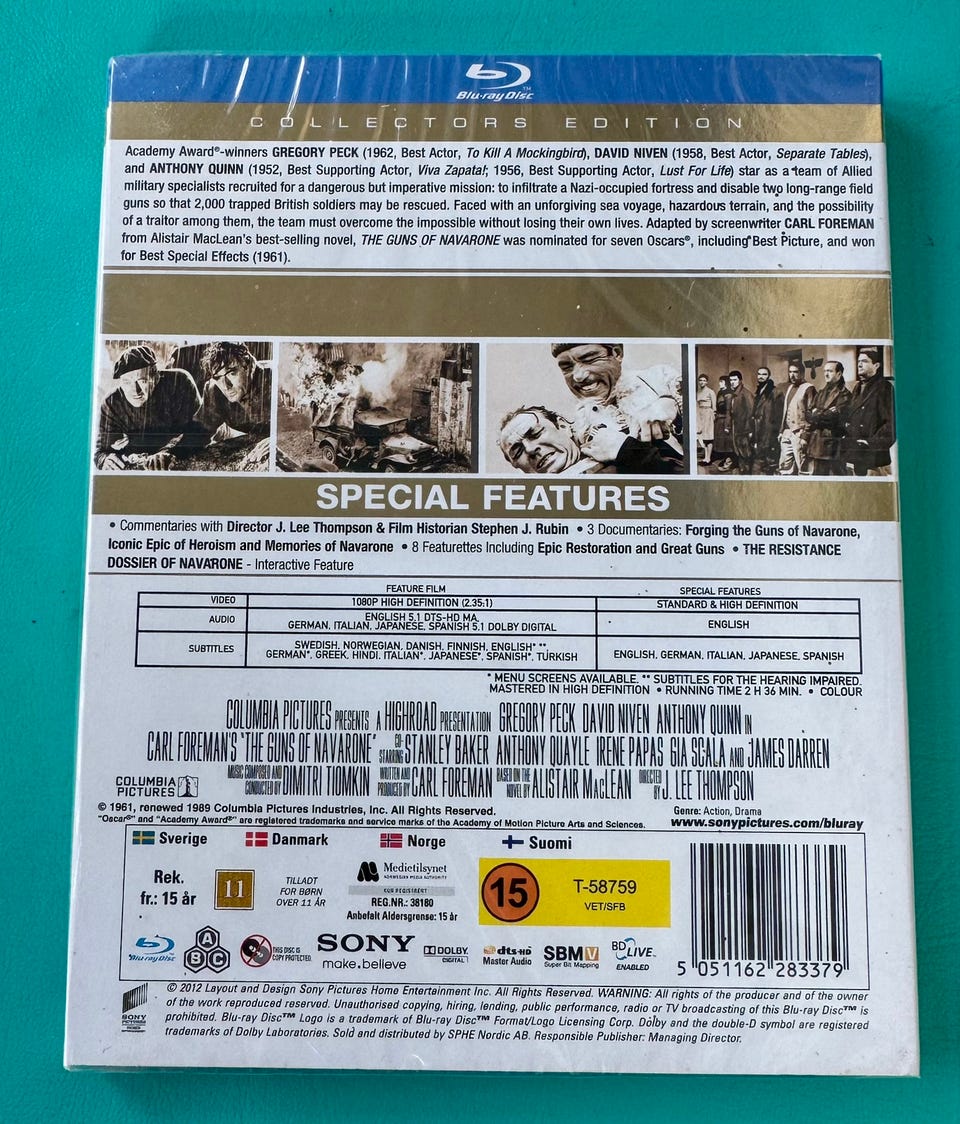 Blu-ray Disc™
COLLECTORS EDITION
Academy Award®-winners GREGORY PECK (1962, Best Actor, To Kill A Mockingbird), DAVID NIVEN (1958, Best Actor, Separate Tables),
and ANTHONY QUINN (1952, Best Supporting Actor, Viva Zapata!; 1956, Best Supporting Actor, Lust For Life) star as a team of Allied
military specialists recruited for a dangerous but imperative mission: to infiltrate a Nazi-occupied fortress and disable two long-range field
guns so that 2,000 trapped British soldiers may be rescued. Faced with an unforgiving sea voyage, hazardous terrain, and the possibility
of a traitor among them, the team must overcome the impossible without losing their own lives. Adapted by screenwriter CARL FOREMAN
from Alistair MacLean's best-selling novel, THE GUNS OF NAVARONE was nominated for seven Oscars®, including Best Picture, and won
for Best Special Effects (1961).
SPECIAL FEATURES
• Commentaries with Director J. Lee Thompson & Film Historian Stephen J. Rubin • 3 Documentaries: Forging the Guns of Navarone,
Iconic Epic of Heroism and Memories of Navarone • 8 Featurettes Including Epic Restoration and Great Guns • THE RESISTANCE
DOSSIER OF NAVARONE - Interactive Feature
FEATURE FILM SPECIAL FEATURES
VIDEO 1080P HIGH DEFINITION (2.35:1) STANDARD & HIGH DEFINITION
AUDIO ENGLISH 5.1 DTS-HD MA, ENGLISH
GERMAN, ITALIAN, JAPANESE, SPANISH 5.1 DOLBY DIGITAL
SUBTITLES SWEDISH, NORWEGIAN, DANISH, FINNISH, ENGLISH* **,
GERMAN*, GREEK, HINDI, ITALIAN*, JAPANESE*, SPANISH*, TURKISH ENGLISH, GERMAN, ITALIAN, JAPANESE, SPANISH
* MENU SCREENS AVAILABLE. ** SUBTITLES FOR THE HEARING IMPAIRED.
MASTERED IN HIGH DEFINITION • RUNNING TIME 2 H 36 MIN. • COLOUR
COLUMBIA PICTURES PRESENTS A HIGHROAD PRESENTATION GREGORY PECK DAVID NIVEN ANTHONY QUINN IN
CARL FOREMAN'S "THE GUNS OF NAVARONE" CO-STARRING STANLEY BAKER ANTHONY QUAYLE IRENE PAPAS GIA SCALA AND JAMES DARREN
MUSIC COMPOSED AND CONDUCTED BY DIMITRI TIOMKIN WRITTEN AND PRODUCED BY CARL FOREMAN BASED ON THE NOVEL BY ALISTAIR MacLEAN DIRECTED BY J. LEE THOMPSON
COLUMBIA PICTURES
© 1961, renewed 1989 Columbia Pictures Industries, Inc. All Rights Reserved.
"Oscar®" and "Academy Award®" are registered trademarks and service marks of the Academy of Motion Picture Arts and Sciences.
Genre: Action, Drama
www.sonypictures.com/bluray
Sverige Danmark Norge Suomi
Rek.
fr.: 15 år
11
TILLADT
FOR BØRN
OVER 11 ÅR
Medietilsynet
NORWEGIAN MEDIA AUTHORITY
KUN REGISTRERT
REG.NR.: 38180
Anbefalt Aldersgrense: 15 år
15
T-58759
VET/SFB
Blu-ray Disc
A B C
THIS DISC IS
COPY PROTECTED.
SONY
make.believe
DOLBY
DIGITAL
dts-HD
Master Audio
SBMV
Super Bit Mapping
BD LIVE™
ENABLED
5 051162 283379
SONY
PICTURES
© 2012 Layout and Design Sony Pictures Home Entertainment Inc. All Rights Reserved. WARNING: All rights of the producer and of the owner
of the work reproduced reserved. Unauthorised copying, hiring, lending, public performance, radio or TV broadcasting of this Blu-ray Disc™ is
prohibited. Blu-ray Disc™ Logo is a trademark of Blu-ray Disc™ Format/Logo Licensing Corp. Dolby and the double-D symbol are registered
trademarks of Dolby Laboratories. Sold and distributed by SPHE Nordic AB. Responsible Publisher: Managing Director.